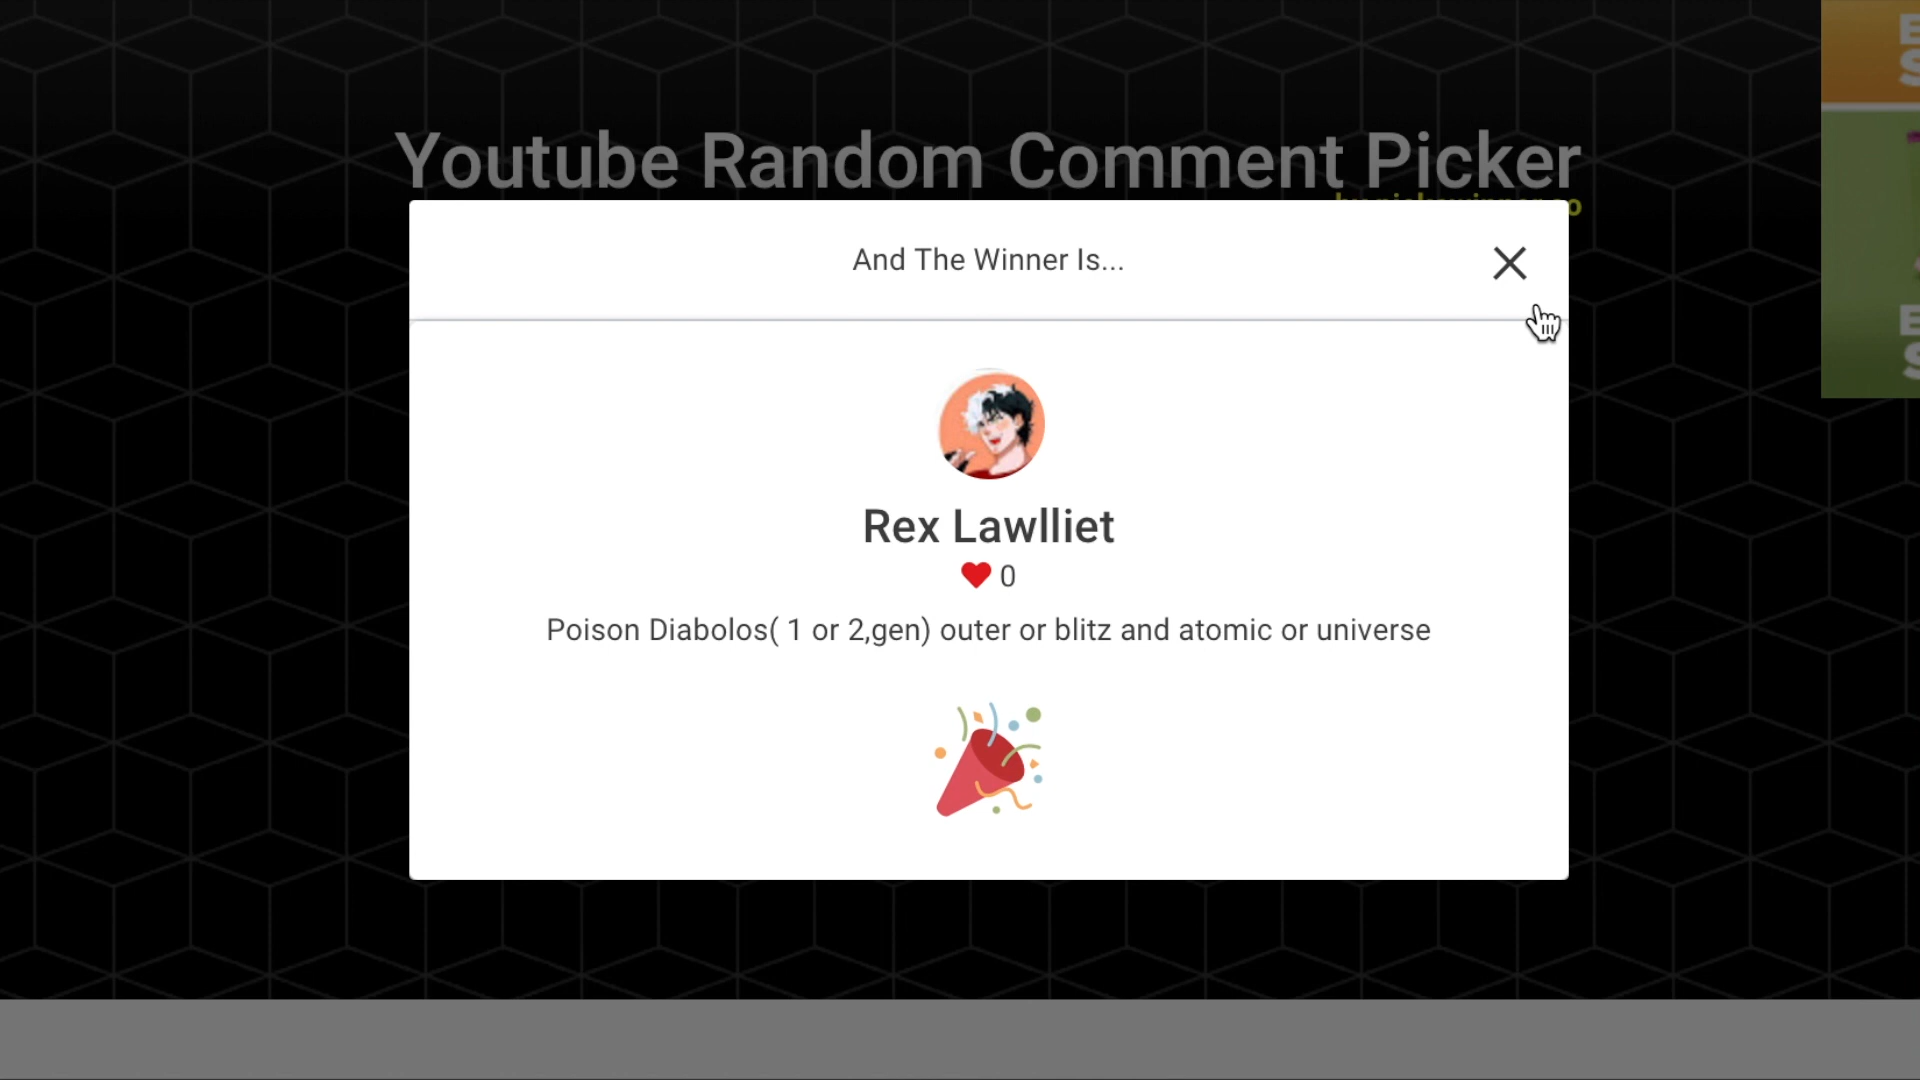 Youtube Random Comment Picker
And The Winner Is...
Rex Lawlliet
0
Poison Diabolos( 1 or 2,gen) outer or blitz and atomic or universe